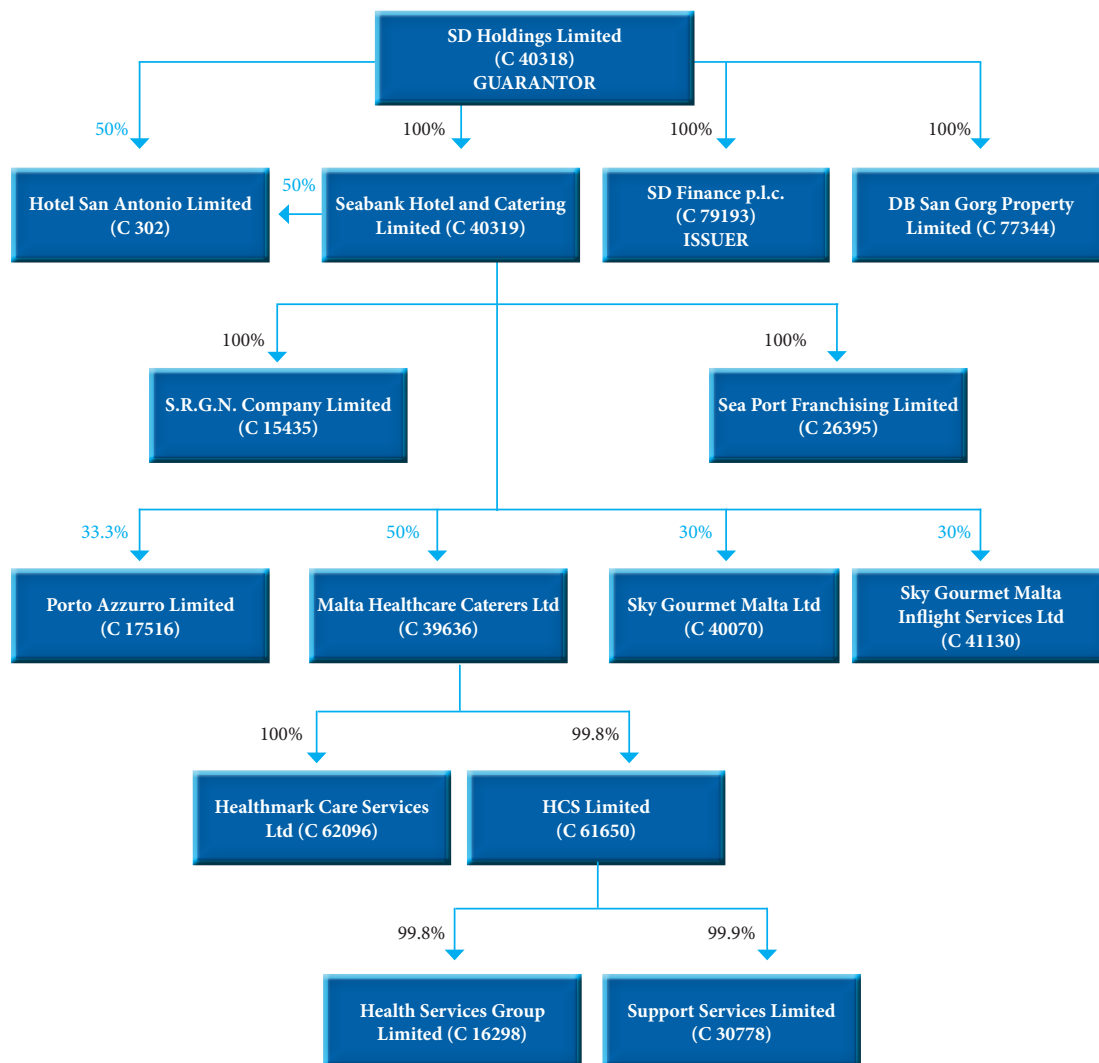 SD Holdings Limited
(C 40318)
GUARANTOR
50%
100%
100%
100%
Hotel San Antonio Limited
(C 302)
50%
Seabank Hotel and Catering
Limited (C 40319)
SD Finance p.l.c.
(C 79193)
ISSUER
DB San Gorg Property
Limited (C 77344)
100%
100%
S.R.G.N. Company Limited
(C 15435)
Sea Port Franchising Limited
(C 26395)
33.3%
50%
30%
30%
Porto Azzurro Limited
(C 17516)
Malta Healthcare Caterers Ltd
(C 39636)
Sky Gourmet Malta Ltd
(C 40070)
Sky Gourmet Malta
Inflight Services Ltd
(C 41130)
100%
99.8%
Healthmark Care Services
Ltd (C 62096)
HCS Limited
(C 61650)
99.8%
99.9%
Health Services Group
Limited (C 16298)
Support Services Limited
(C 30778)